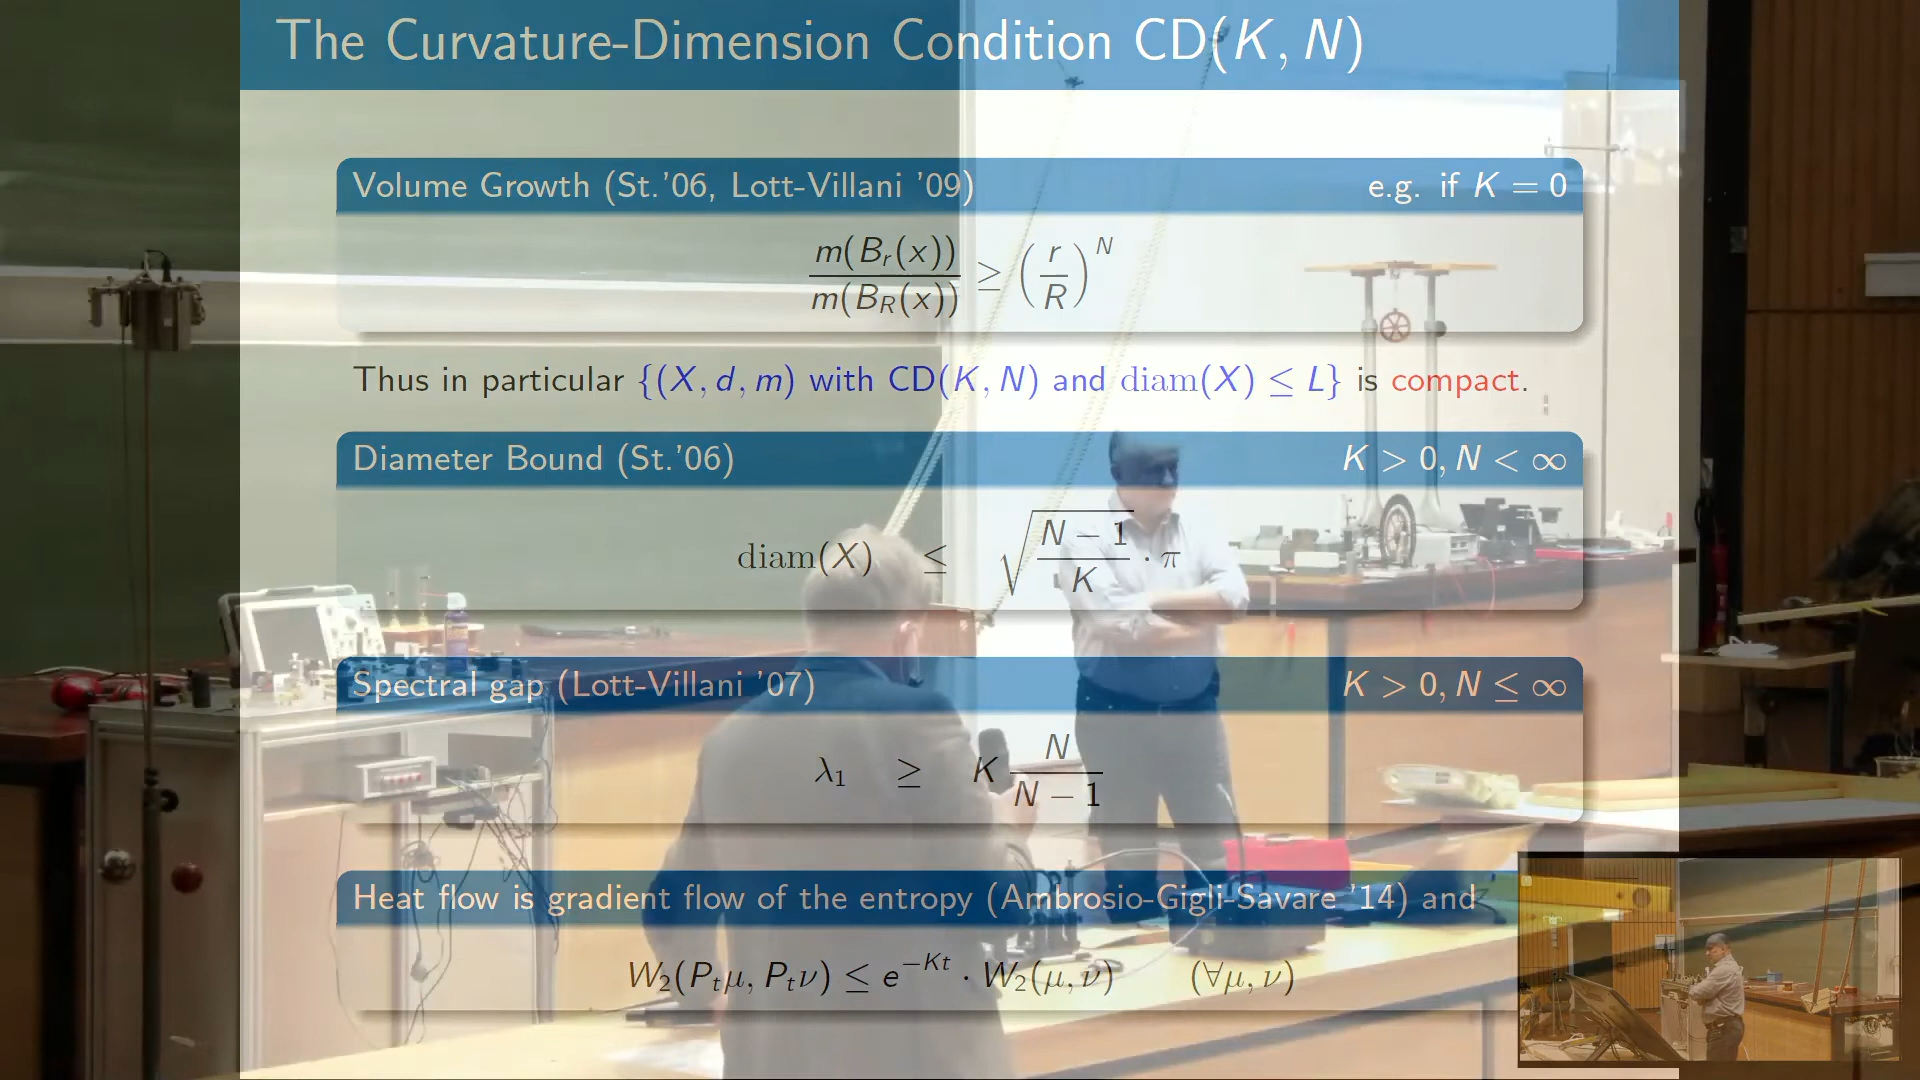 The Curvature-Dimension Condition CD(K, N)
Volume Growth (St.'06, Lott-Villani '09) e.g. if K = 0
m(B_r(x)) / m(B_R(x)) ≥ (r/R)^N
Thus in particular {(X, d, m) with CD(K, N) and diam(X) ≤ L} is compact.
Diameter Bound (St.'06) K > 0, N < ∞
diam(X) ≤ √((N − 1)/K) · π
Spectral gap (Lott-Villani '07) K > 0, N ≤ ∞
λ₁ ≥ K N/(N − 1)
Heat flow is gradient flow of the entropy (Ambrosio-Gigli-Savare '14) and
W₂(P_tμ, P_tν) ≤ e^{−Kt} · W₂(μ, ν) (∀μ, ν)